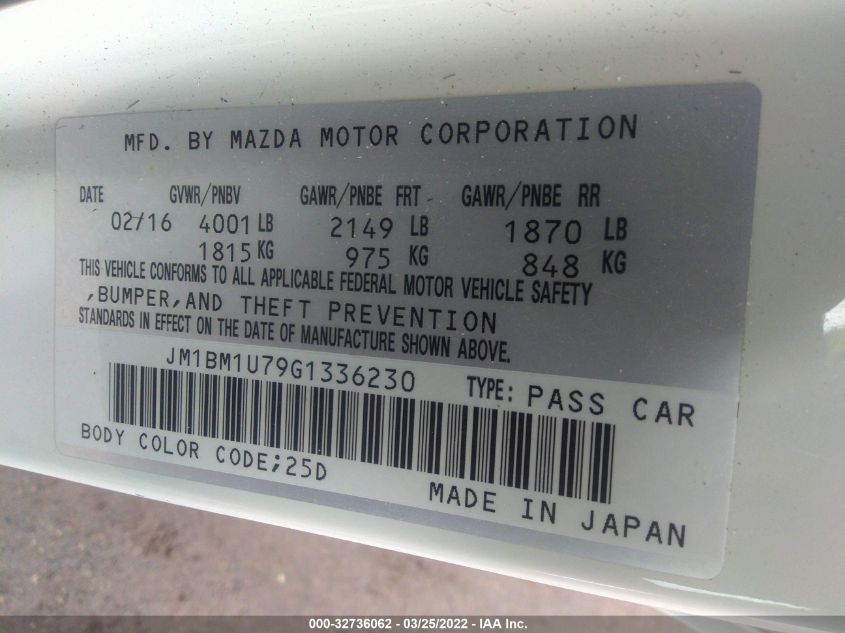 MFD. BY MAZDA MOTOR CORPORATION
DATE GVWR/PNBV GAWR/PNBE FRT GAWR/PNBE RR
02/16 4001 LB 2149 LB 1870 LB
1815 KG 975 KG 848 KG
THIS VEHICLE CONFORMS TO ALL APPLICABLE FEDERAL MOTOR VEHICLE SAFETY
,BUMPER,AND THEFT PREVENTION
STANDARDS IN EFFECT ON THE DATE OF MANUFACTURE SHOWN ABOVE.
JM1BM1U79G1336230 TYPE: PASS CAR
BODY COLOR CODE;25D
MADE IN JAPAN
000-32736062 - 03/25/2022 - IAA Inc.